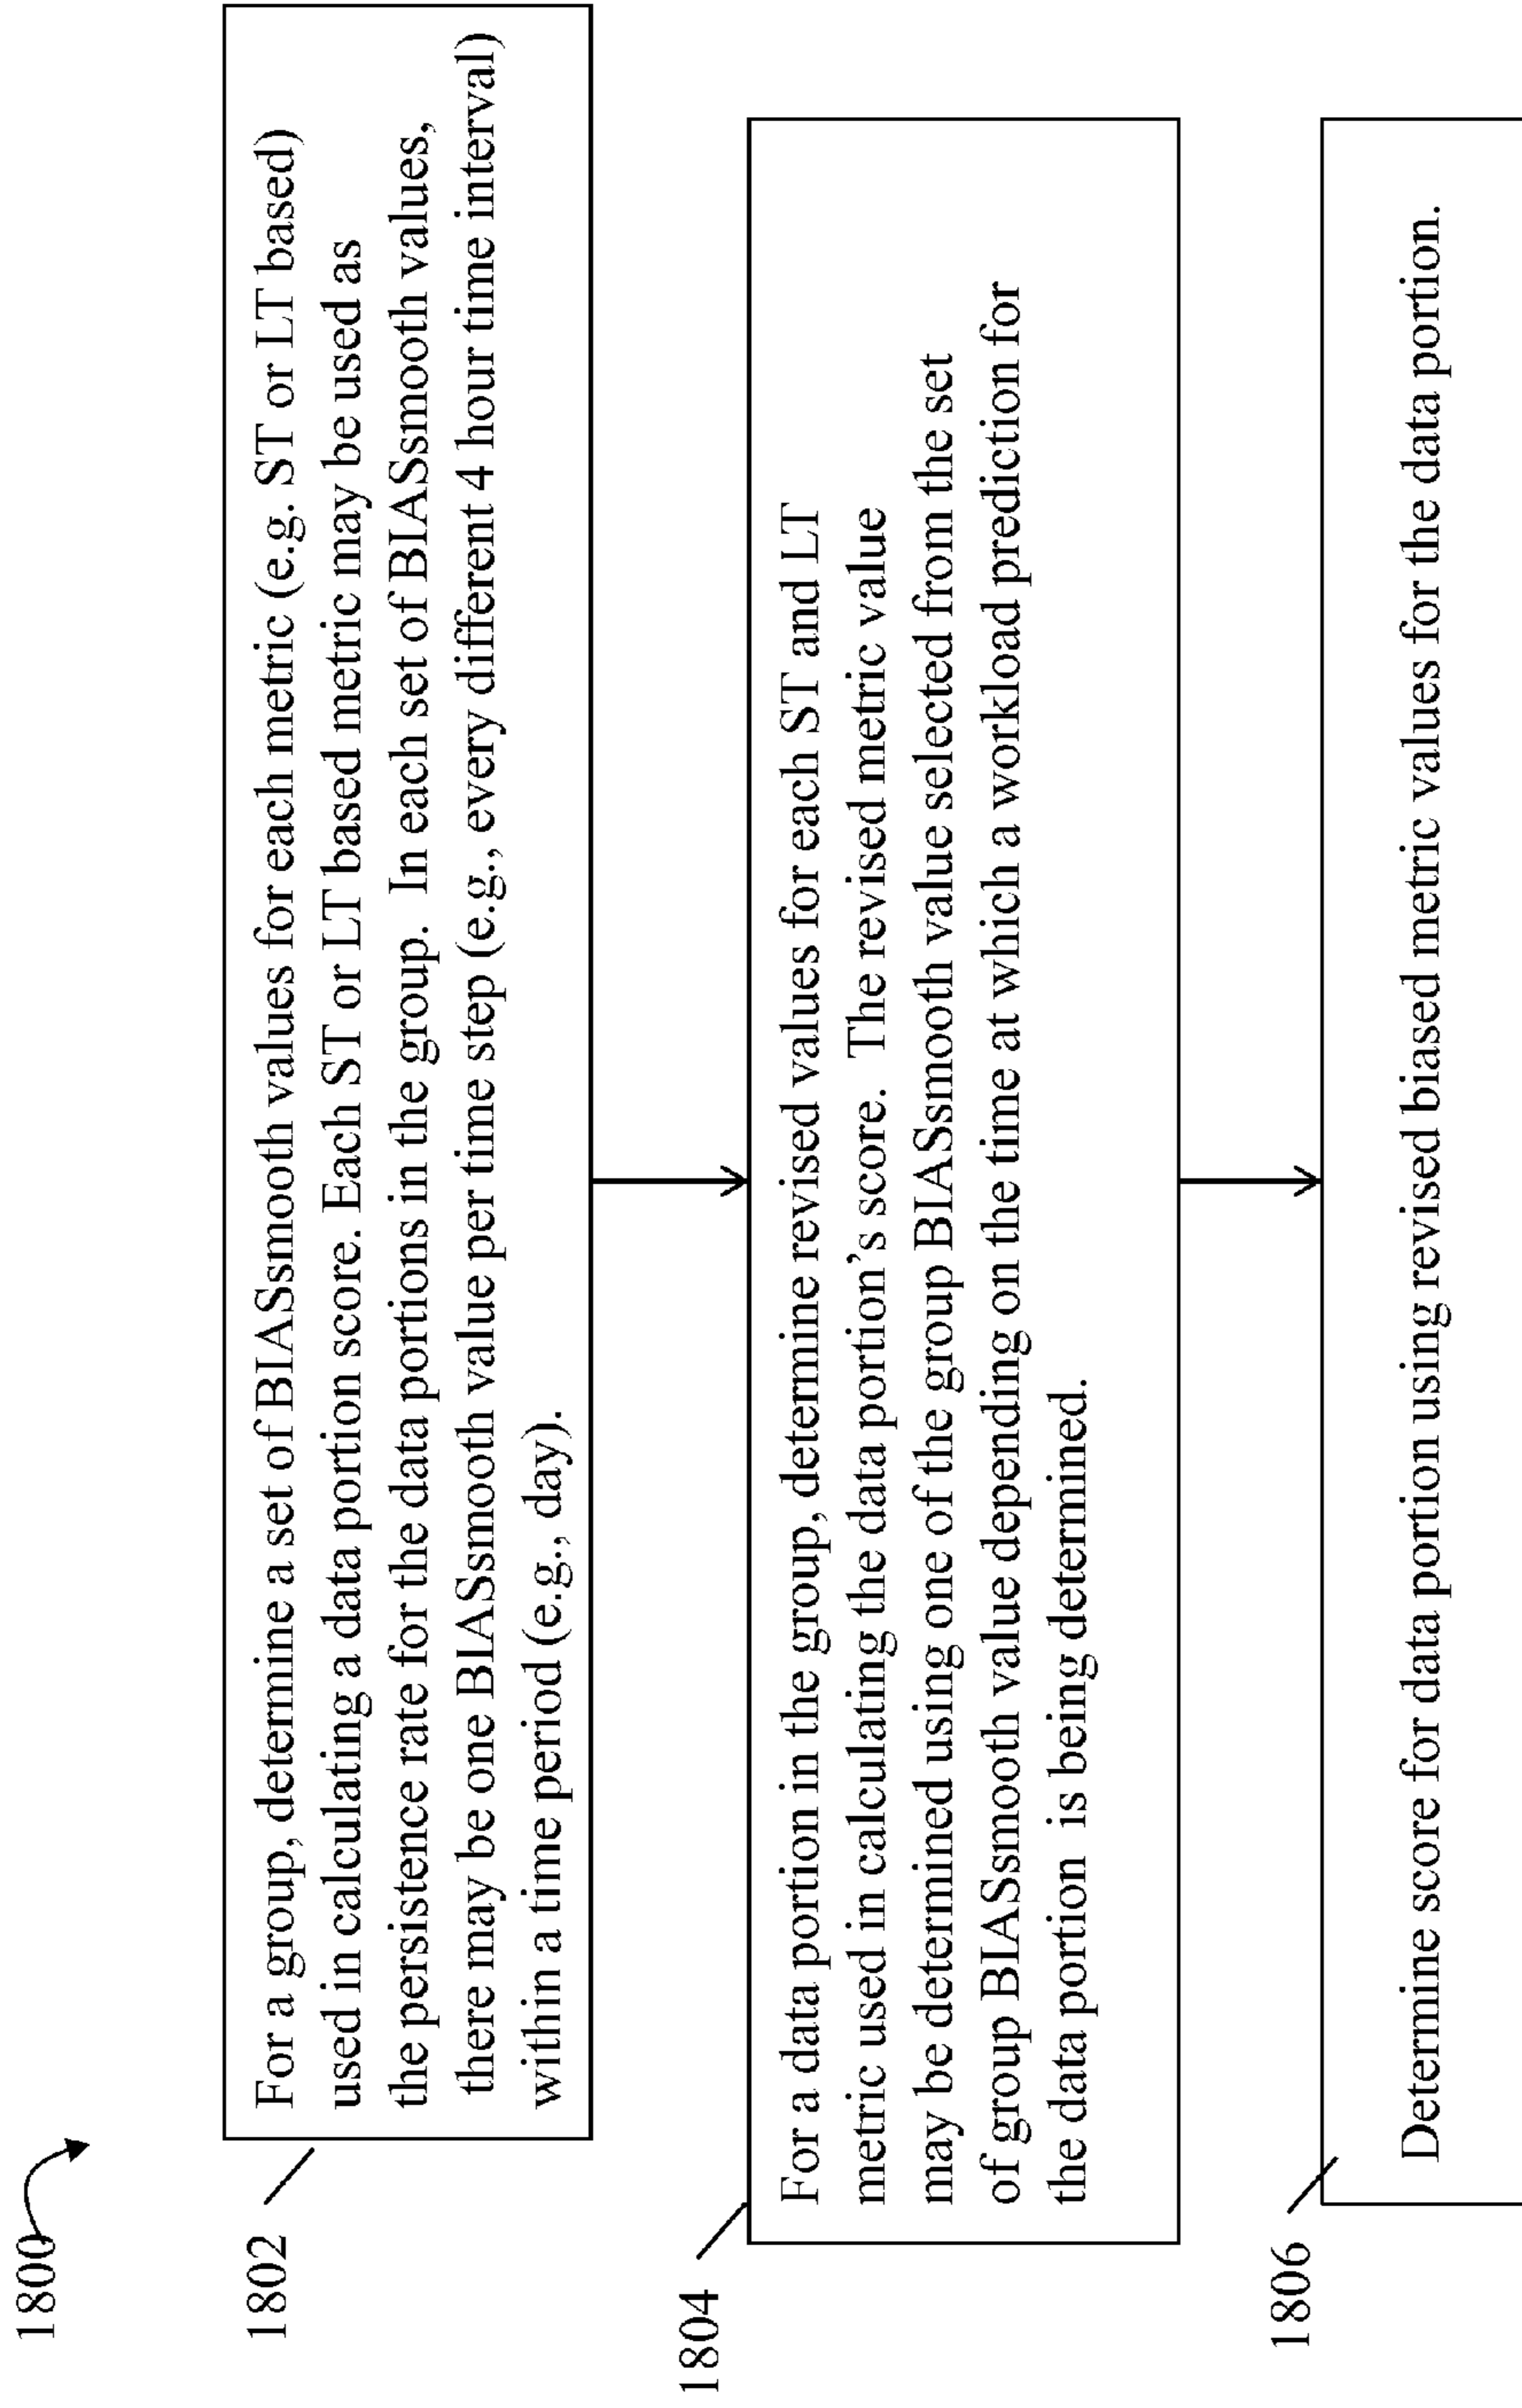 1800
1802
For a group, determine a set of BIASsmooth values for each metric (e.g. ST or LT based)
used in calculating a data portion score. Each ST or LT based metric may be used as
the persistence rate for the data portions in the group. In each set of BIASsmooth values,
there may be one BIASsmooth value per time step (e.g., every different 4 hour time interval)
within a time period (e.g., day).
1804
For a data portion in the group, determine revised values for each ST and LT
metric used in calculating the data portion's score. The revised metric value
may be determined using one of the group BIASsmooth value selected from the set
of group BIASsmooth value depending on the time at which a workload prediction for
the data portion is being determined.
1806
Determine score for data portion using revised biased metric values for the data portion.